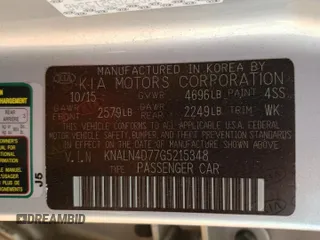 MANUFACTURED IN KOREA BY
KIA KIA MOTORS CORPORATION
10/15 GVWR 4696LB PAINT 4SS
GAWR FRONT 2579LB GAWR REAR 2249LB TRIM WK
THIS VEHICLE CONFORMS TO ALL APPLICABLE
U.S.A. FEDERAL MOTOR VEHICLE SAFETY, BUMPER,
AND THEFT PREVENTION STANDARDS IN EFFECT ON
THE DATE OF MANUFACTURE SHOWN ABOVE.
V.I.N: KNALN4D77G5215348
TYPE: PASSENGER CAR
J5
DREAMBID